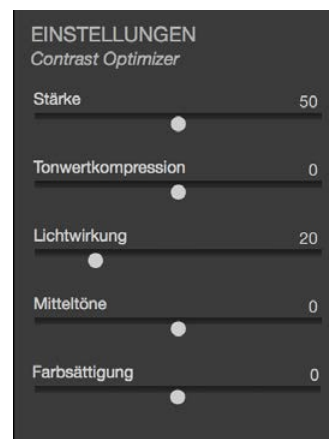 EINSTELLUNGEN
Contrast Optimizer
Stärke 50
Tonwertkompression 0
Lichtwirkung 20
Mitteltöne 0
Farbsättigung 0